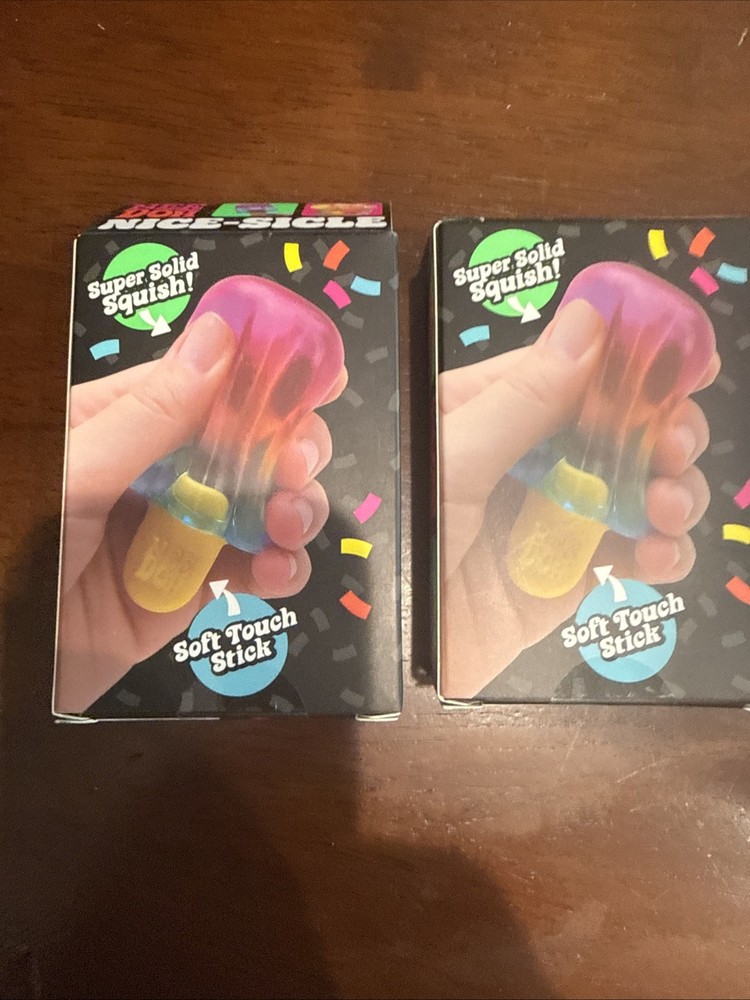 NICE-SICLE
Super Solid
Squish!
Soft Touch
Stick
Super Solid
Squish!
Soft Touch
Stick